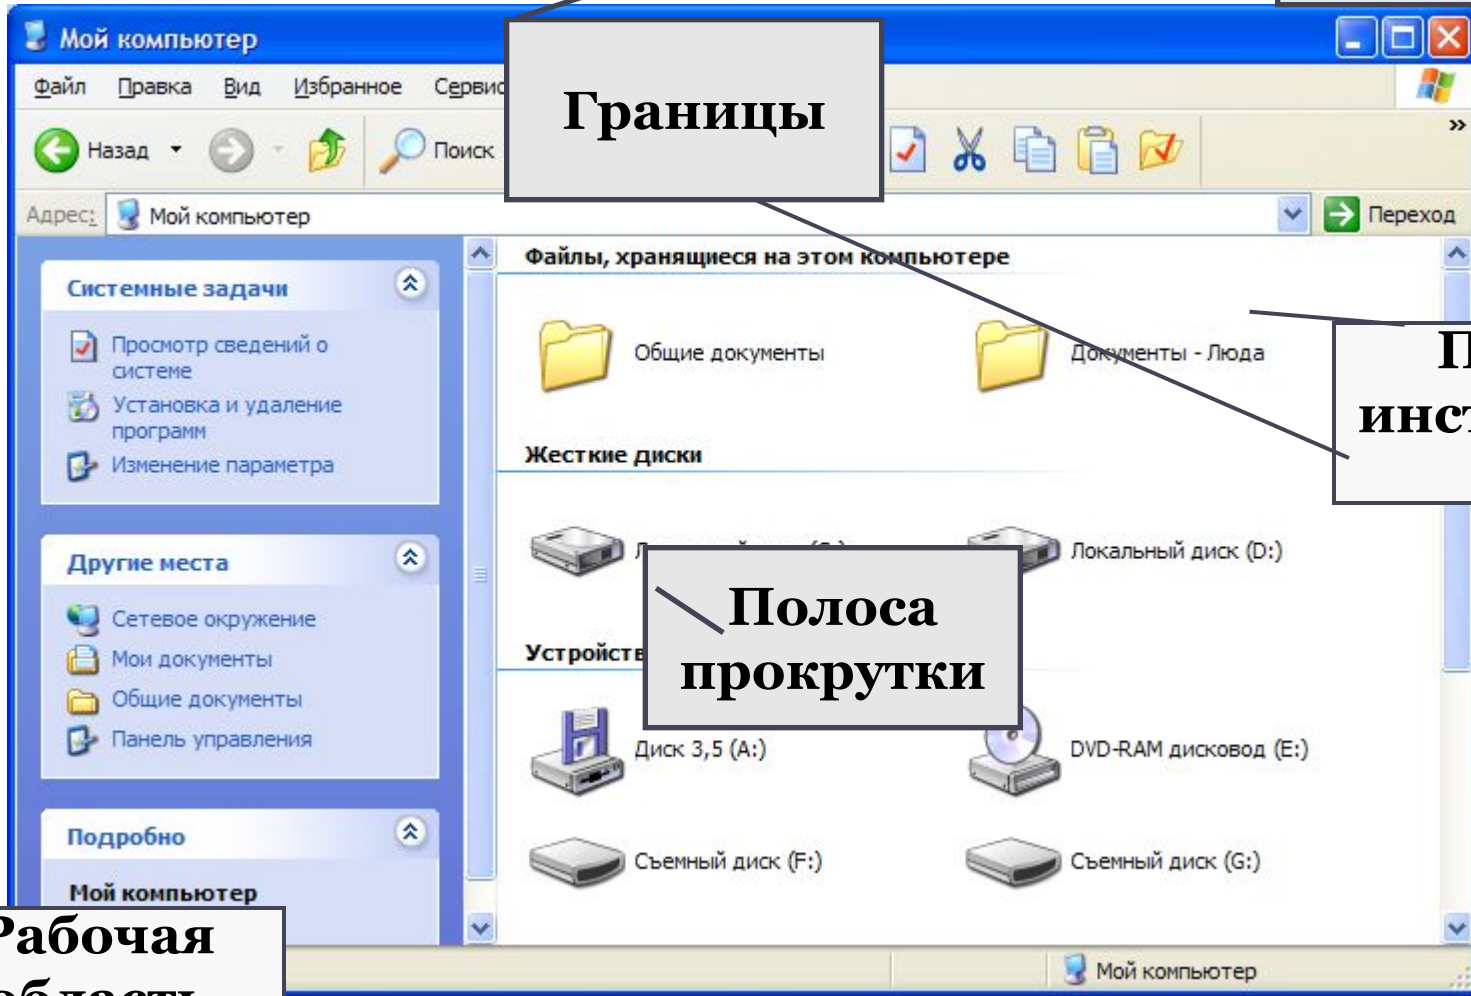 Мой компьютер
Файл Правка Вид Избранное Сервис
Границы
Назад Поиск
»
Адрес: Мой компьютер Переход
Системные задачи
Просмотр сведений о
системе
Установка и удаление
программ
Изменение параметра
Другие места
Сетевое окружение
Мои документы
Общие документы
Панель управления
Подробно
Мой компьютер
Файлы, хранящиеся на этом компьютере
Общие документы Документы - Люда
Жесткие диски
Локальный диск (D:)
Полоса
прокрутки
Диск 3,5 (A:) DVD-RAM дисковод (E:)
Съемный диск (F:) Съемный диск (G:)
Рабочая
область
Мой компьютер